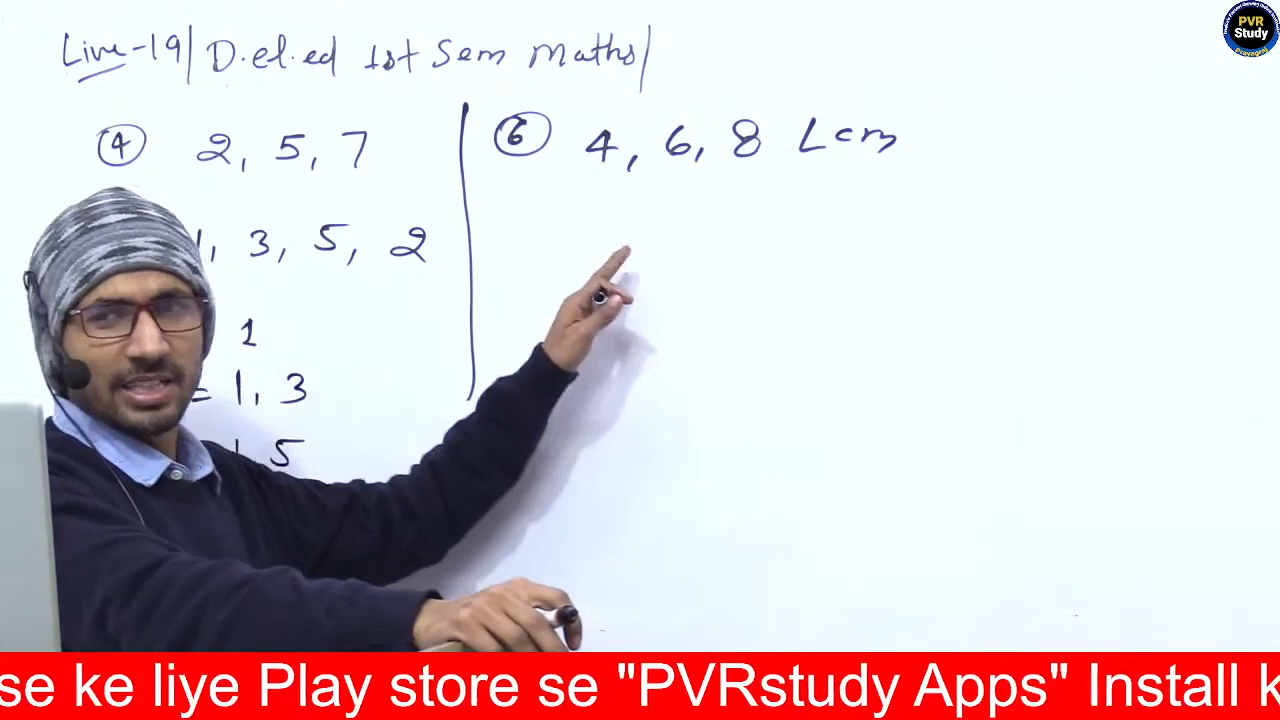 Live-19| D.el.ed 1st Sem Maths|
④ 2, 5, 7
1, 3, 5, 2
1
= 1, 3
1, 5
⑥ 4, 6, 8 Lcm
PVR
Study
Prayagraj
se ke liye Play store se "PVRstudy Apps" Install k